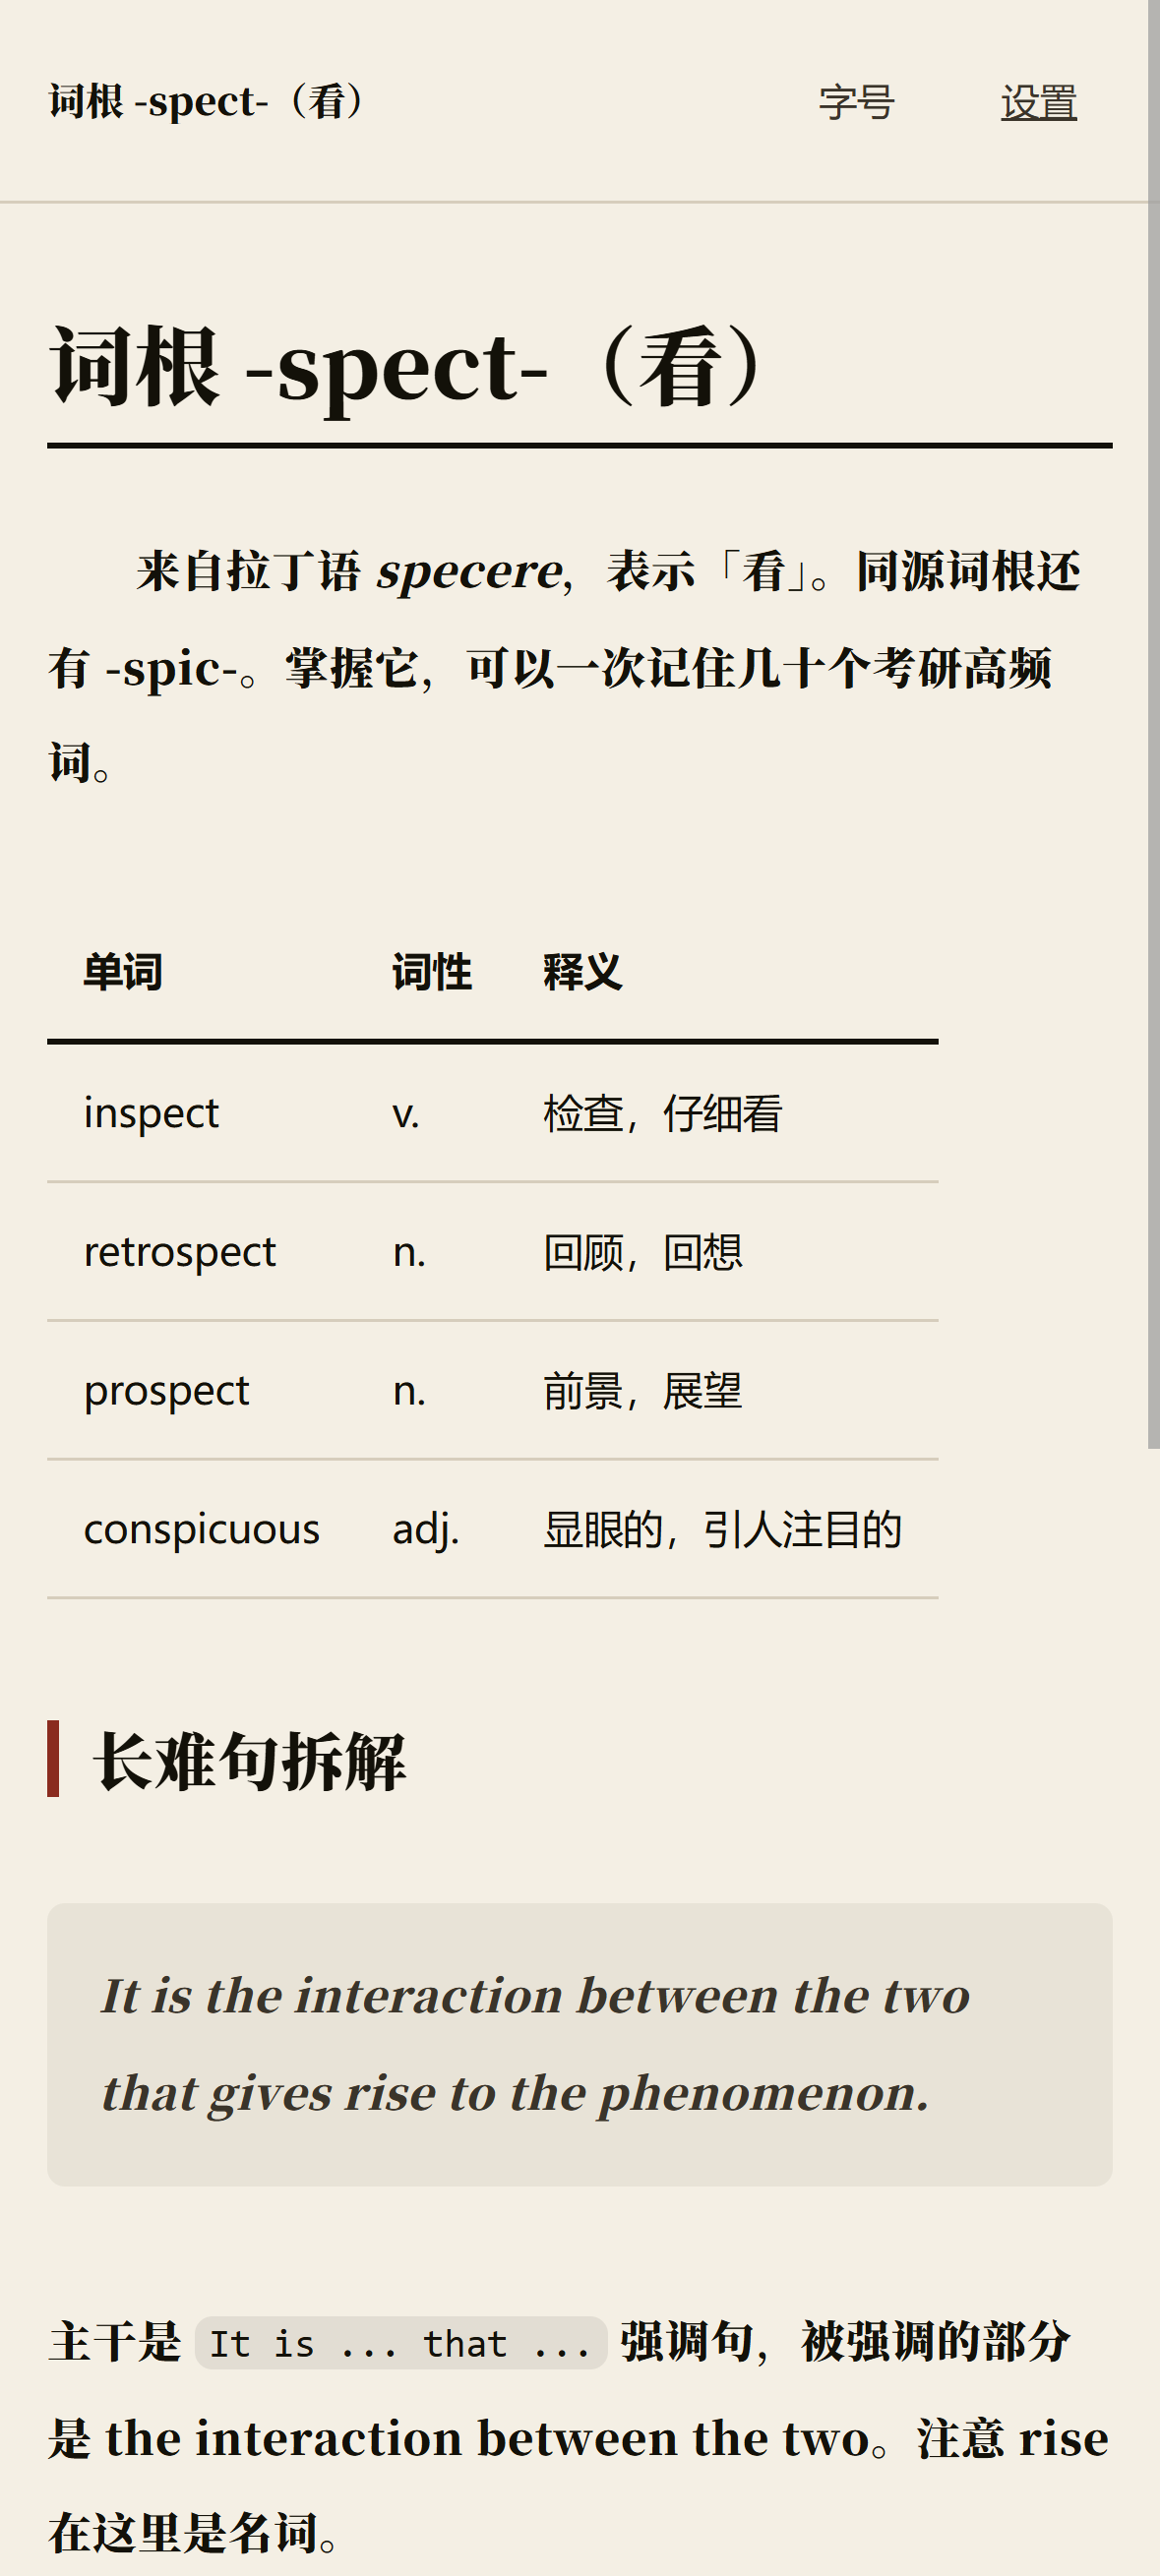 词根 -spect-（看） 字号 设置
词根 -spect-（看）
来自拉丁语 specere，表示「看」。同源词根还
有 -spic-。掌握它，可以一次记住几十个考研高频
词。
单词 词性 释义
inspect v. 检查，仔细看
retrospect n. 回顾，回想
prospect n. 前景，展望
conspicuous adj. 显眼的，引人注目的
长难句拆解
It is the interaction between the two
that gives rise to the phenomenon.
主干是 It is ... that ... 强调句，被强调的部分
是 the interaction between the two。注意 rise
在这里是名词。